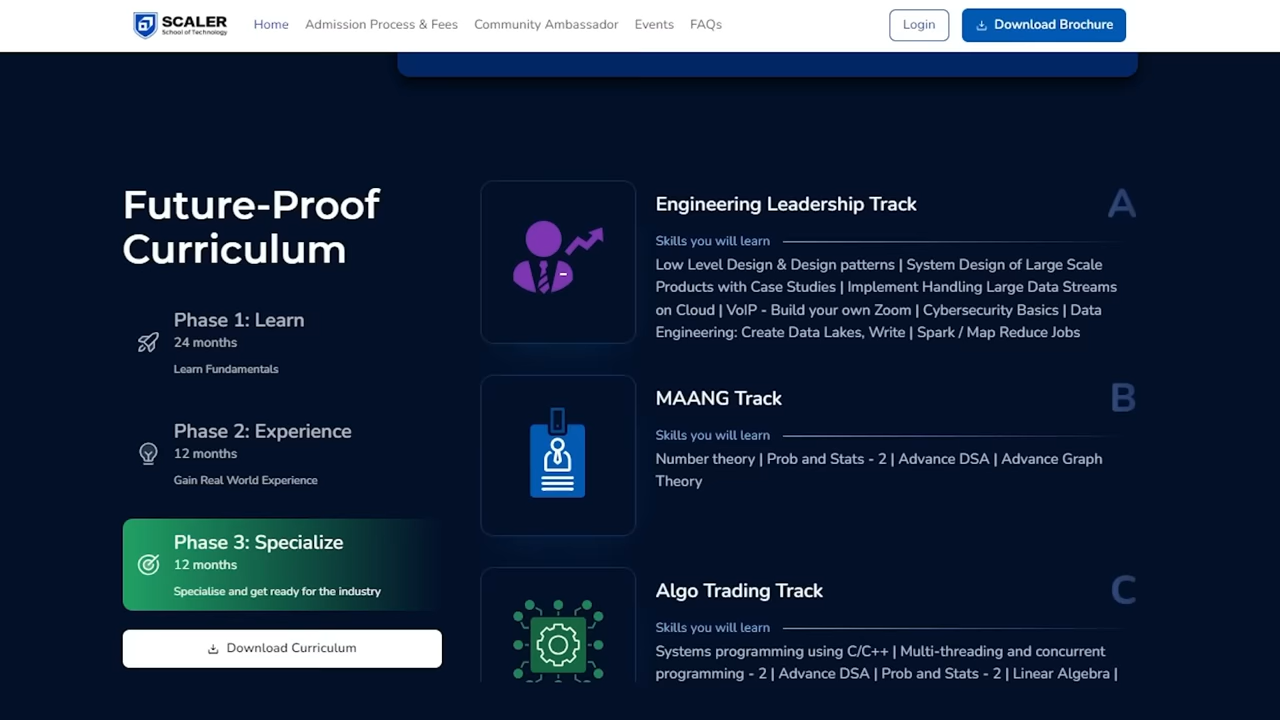 SCALER
School of Technology
Home
Admission Process & Fees
Community Ambassador
Events
FAQs
Login
Download Brochure
Future-Proof
Curriculum
Phase 1: Learn
24 months
Learn Fundamentals
Phase 2: Experience
12 months
Gain Real World Experience
Phase 3: Specialize
12 months
Specialise and get ready for the industry
Download Curriculum
Engineering Leadership Track
A
Skills you will learn
Low Level Design & Design patterns | System Design of Large Scale
Products with Case Studies | Implement Handling Large Data Streams
on Cloud | VoIP - Build your own Zoom | Cybersecurity Basics | Data
Engineering: Create Data Lakes, Write | Spark / Map Reduce Jobs
MAANG Track
B
Skills you will learn
Number theory | Prob and Stats - 2 | Advance DSA | Advance Graph
Theory
Algo Trading Track
C
Skills you will learn
Systems programming using C/C++ | Multi-threading and concurrent
programming - 2 | Advance DSA | Prob and Stats - 2 | Linear Algebra |